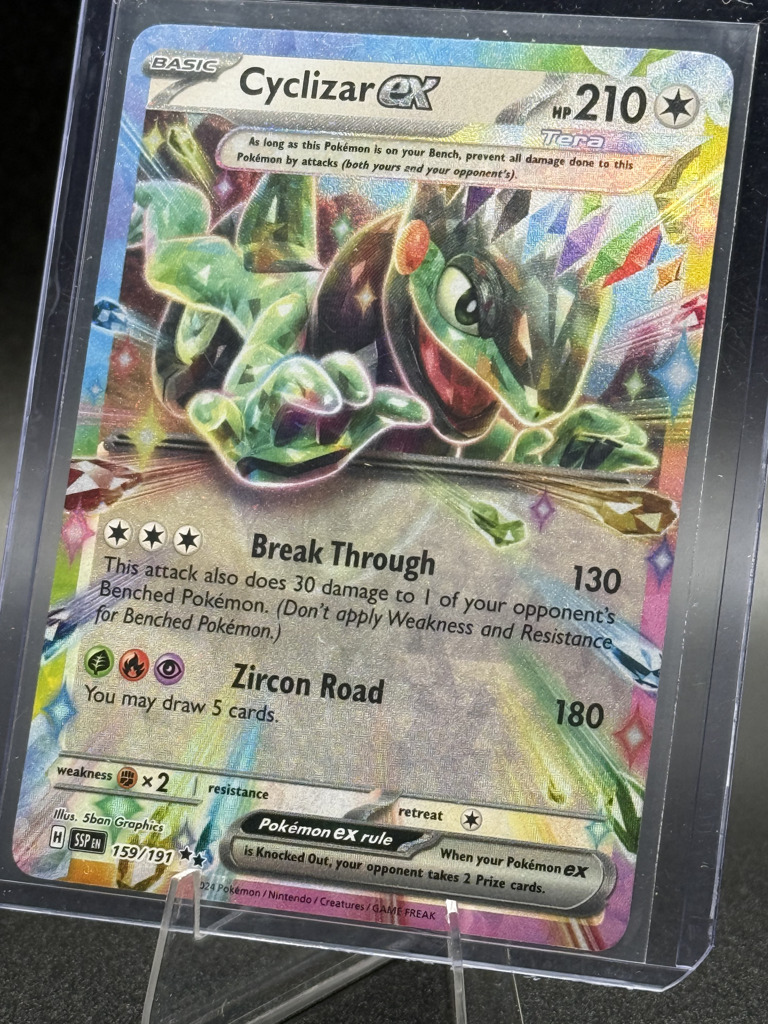 BASIC Cyclizar ex HP 210
Tera
As long as this Pokémon is on your Bench, prevent all damage done to this
Pokémon by attacks (both yours and your opponent's).
Break Through 130
This attack also does 30 damage to 1 of your opponent's
Benched Pokémon. (Don't apply Weakness and Resistance
for Benched Pokémon.)
Zircon Road 180
You may draw 5 cards.
weakness ×2 resistance retreat
Illus. 5ban Graphics
H SSP EN 159/191
Pokémon ex rule When your Pokémon ex
is Knocked Out, your opponent takes 2 Prize cards.
024 Pokémon / Nintendo / Creatures / GAME FREAK